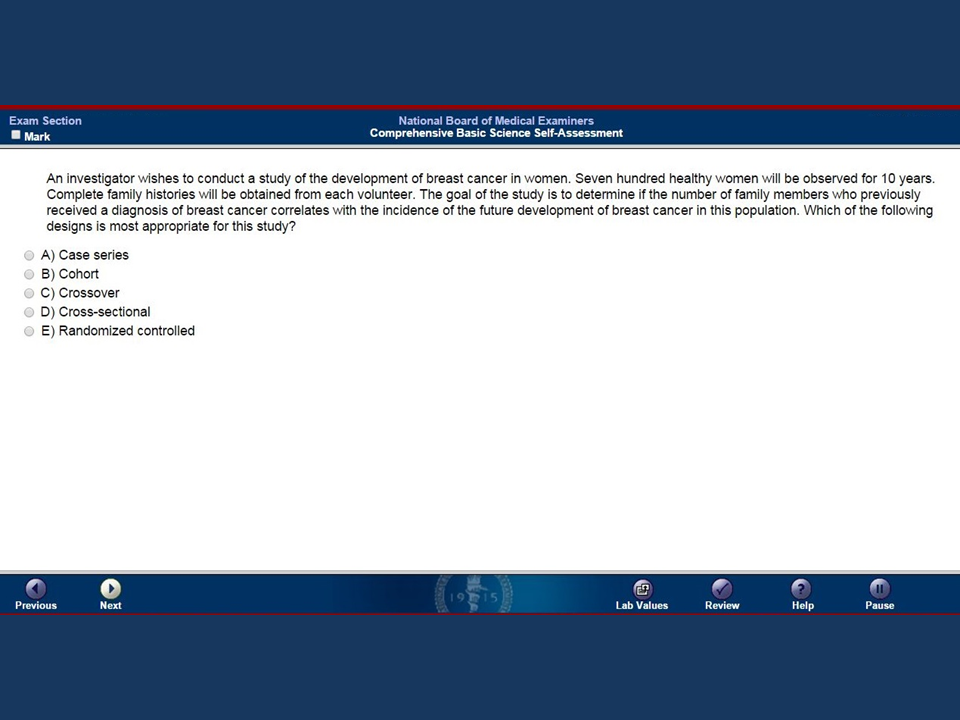 Exam Section
National Board of Medical Examiners
Mark
Comprehensive Basic Science Self-Assessment
An investigator wishes to conduct a study of the development of breast cancer in women. Seven hundred healthy women will be observed for 10 years.
Complete family histories will be obtained from each volunteer. The goal of the study is to determine if the number of family members who previously
received a diagnosis of breast cancer correlates with the incidence of the future development of breast cancer in this population. Which of the following
designs is most appropriate for this study?
A) Case series
B) Cohort
C) Crossover
D) Cross-sectional
E) Randomized controlled
1915
Previous
Next
Lab Values
Review
Help
Pause